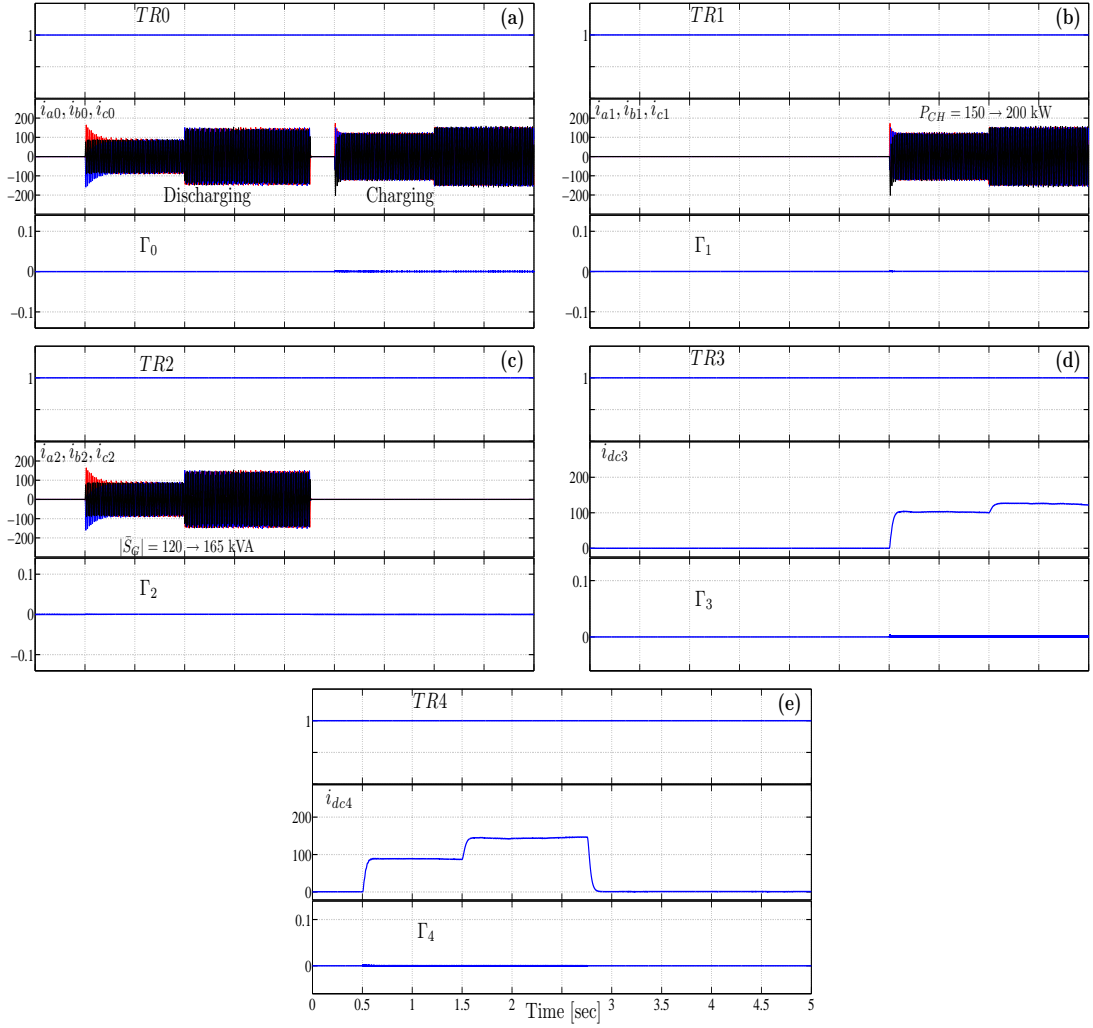 TR0 (a)
1
i_{a0}, i_{b0}, i_{c0}
200
100
0
−100
−200
Discharging Charging
0.1
0
−0.1
Γ_0
TR1 (b)
1
i_{a1}, i_{b1}, i_{c1} P_{CH} = 150 → 200 kW
200
100
0
−100
−200
0.1
0
−0.1
Γ_1
TR2 (c)
1
i_{a2}, i_{b2}, i_{c2}
200
100
0
−100
−200
|S̄_G| = 120 → 165 kVA
0.1
0
−0.1
Γ_2
TR3 (d)
1
i_{dc3}
200
100
0
0.1
0
Γ_3
TR4 (e)
1
i_{dc4}
200
100
0
0.1
0
Γ_4
0 0.5 1 1.5 2 2.5 3 3.5 4 4.5 5
Time [sec]